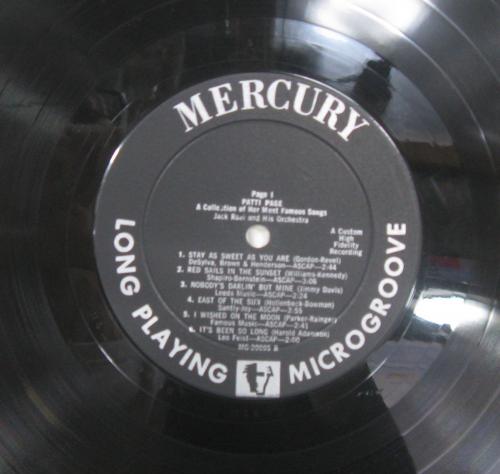 MERCURY
Page 1
PATTI PAGE
A Collection of Her Most Famous Songs
Jack Rael and His Orchestra
A Custom
High
Fidelity
Recording
1. STAY AS SWEET AS YOU ARE (Gordon-Revel)
DeSylva, Brown & Henderson—ASCAP—2:44
2. RED SAILS IN THE SUNSET (Williams-Kennedy)
Shapiro-Bernstein—ASCAP—3:06
3. NOBODY'S DARLIN' BUT MINE (Jimmy Davis)
Leeds Music—ASCAP—2:24
4. EAST OF THE SUN (Bowman)
Santly-Joy—ASCAP—2:55
5. I WISHED ON THE MOON (Parker-Rainger)
Famous Music—ASCAP—2:41
6. IT'S BEEN SO LONG (Harold Adamson)
Leo Feist—ASCAP—2:00
LONG PLAYING MICROGROOVE